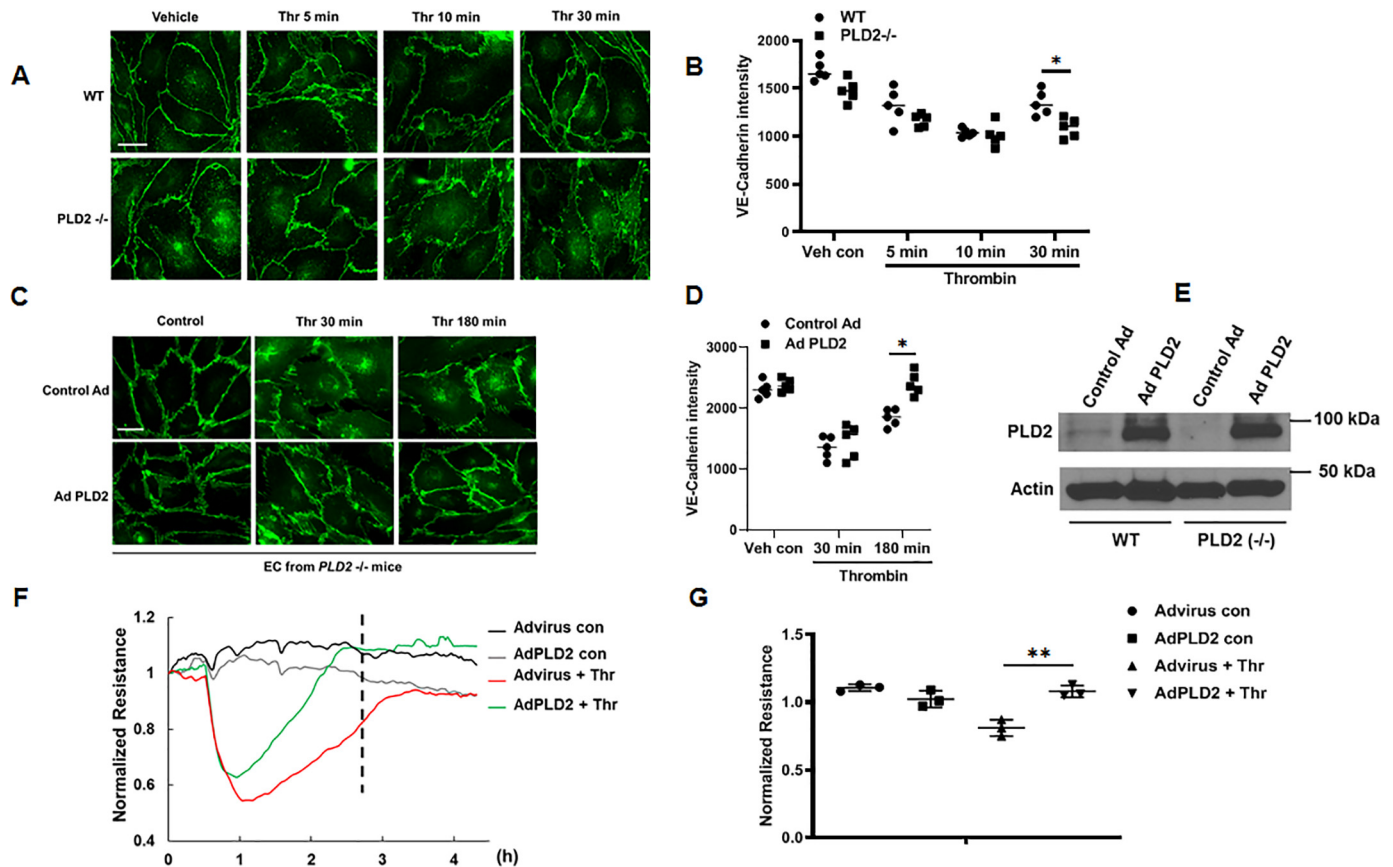 A
Vehicle
Thr 5 min
Thr 10 min
Thr 30 min
WT
PLD2 -/-
B
WT
PLD2-/-
VE-Cadherin intensity
2000
1500
1000
500
0
*
Veh con
5 min
10 min
30 min
Thrombin
C
Control
Thr 30 min
Thr 180 min
Control Ad
Ad PLD2
EC from PLD2 -/- mice
D
Control Ad
Ad PLD2
VE-Cadherin intensity
3000
2000
1000
0
*
Veh con
30 min
180 min
Thrombin
E
Control Ad
Ad PLD2
Control Ad
Ad PLD2
PLD2
100 kDa
50 kDa
Actin
WT
PLD2 (-/-)
F
Normalized Resistance
1.2
1
0.8
0.6
0.4
0
1
2
3
4
(h)
Advirus con
AdPLD2 con
Advirus + Thr
AdPLD2 + Thr
G
Normalized Resistance
1.5
1.0
0.5
0.0
**
Advirus con
AdPLD2 con
Advirus + Thr
AdPLD2 + Thr